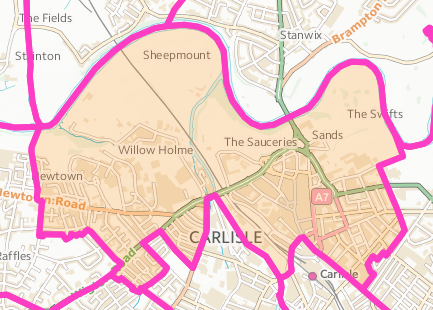 The Fields
Stanwix
Brampton
Stainton
Sheepmount
The Swifts
Sands
The Sauceries
Willow Holme
Newtown
Newtown Road
A7
CARLISLE
Raffles
Carlisle